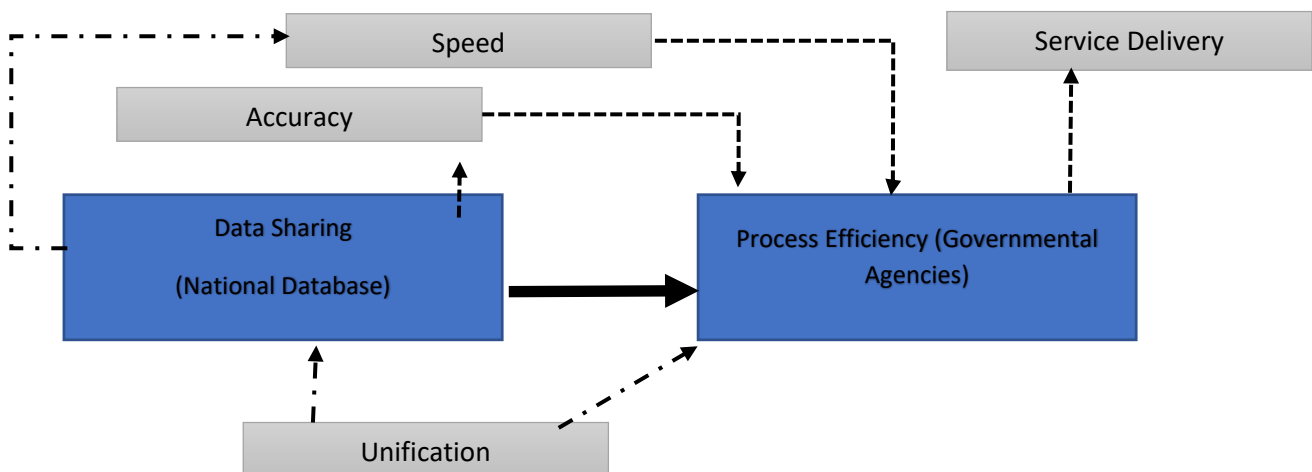 Speed
Service Delivery
Accuracy
Data Sharing
(National Database)
Process Efficiency (Governmental
Agencies)
Unification